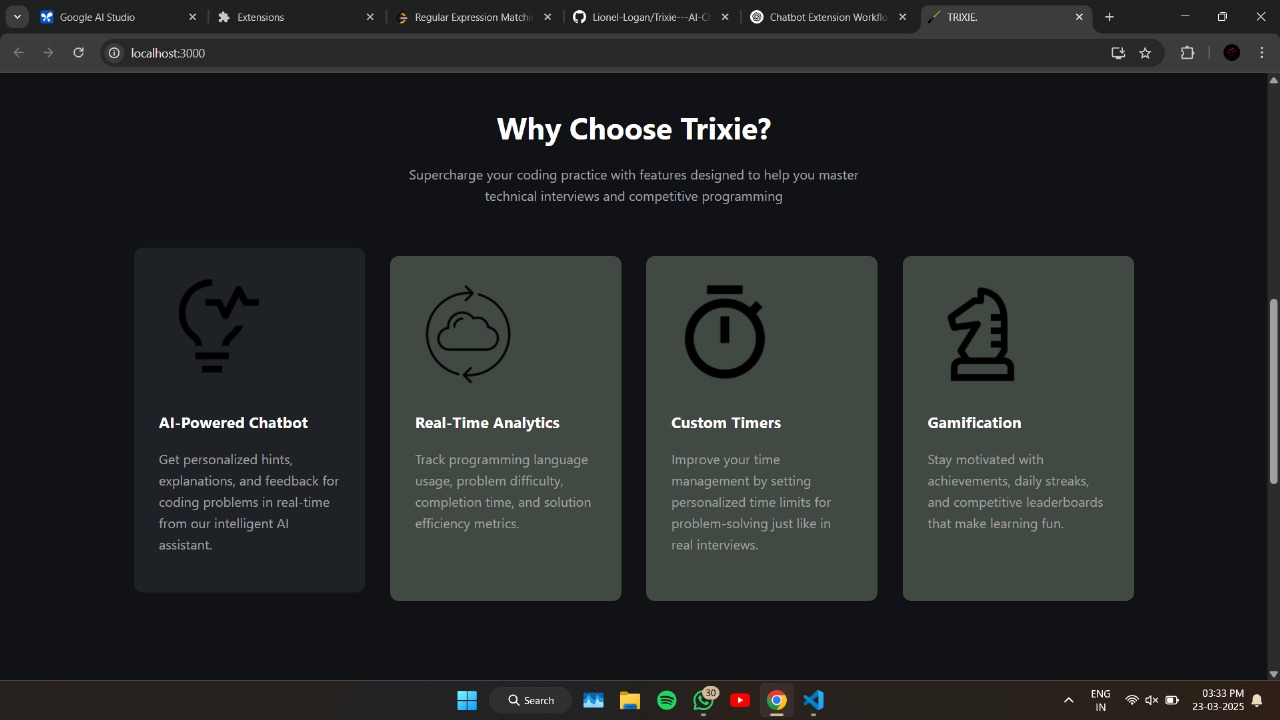 Google AI Studio
Extensions
Regular Expression Matchi
Lionel-Logan/Trixie---AI-C
Chatbot Extension Workflo
TRIXIE.
localhost:3000
Why Choose Trixie?
Supercharge your coding practice with features designed to help you master
technical interviews and competitive programming
AI-Powered Chatbot
Get personalized hints,
explanations, and feedback for
coding problems in real-time
from our intelligent AI
assistant.
Real-Time Analytics
Track programming language
usage, problem difficulty,
completion time, and solution
efficiency metrics.
Custom Timers
Improve your time
management by setting
personalized time limits for
problem-solving just like in
real interviews.
Gamification
Stay motivated with
achievements, daily streaks,
and competitive leaderboards
that make learning fun.
Search
30
ENG
IN
03:33 PM
23-03-2025